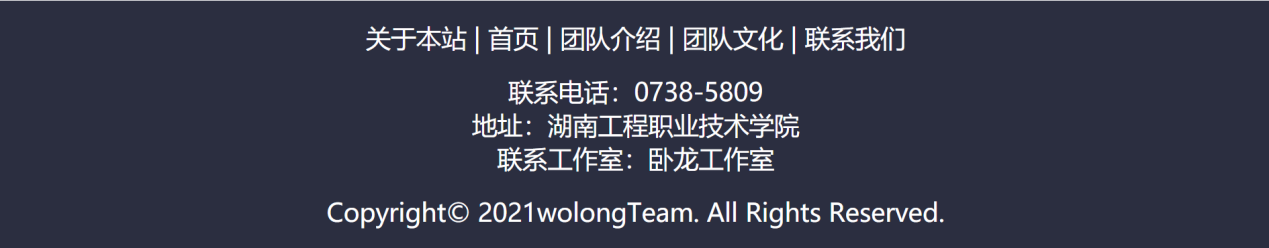 关于本站 | 首页 | 团队介绍 | 团队文化 | 联系我们
联系电话：0738-5809
地址：湖南工程职业技术学院
联系工作室：卧龙工作室
Copyright© 2021wolongTeam. All Rights Reserved.